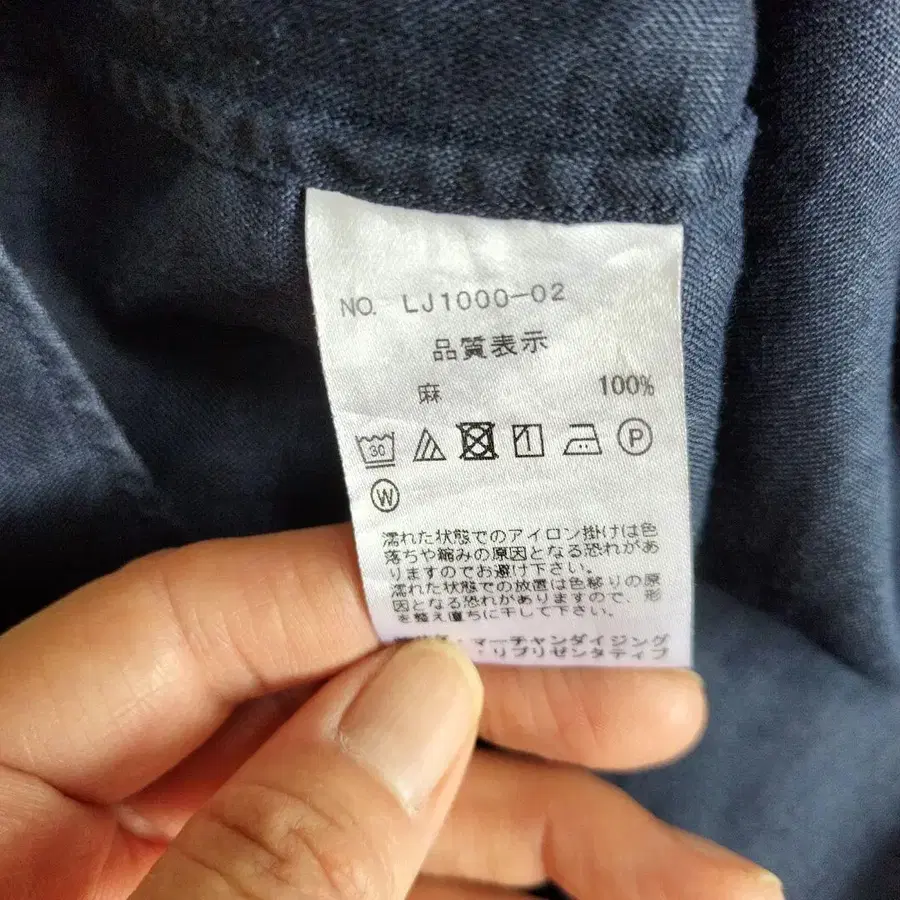 NO. LJ1000-02
品質表示
麻 100%
30
P
W
濡れた状態でのアイロン掛けは色
落ちや縮みの原因となる恐れがあ
りますのでお避け下さい。
濡れた状態での放置は色移りの原
因となる恐れがありますので、形
を整え直ちに干して下さい。
・マーチャンダイジング
・リプリゼンタティブ